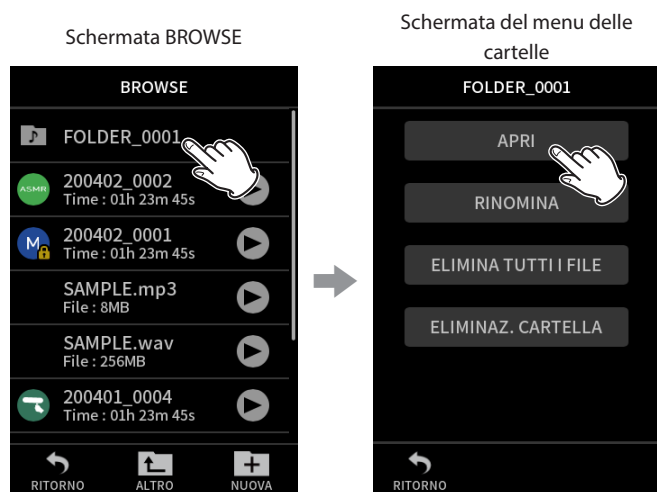 Schermata BROWSE
BROWSE
FOLDER_0001
ASMR
200402_0002
Time : 01h 23m 45s
M
200402_0001
Time : 01h 23m 45s
SAMPLE.mp3
File : 8MB
SAMPLE.wav
File : 256MB
200401_0004
Time : 01h 23m 45s
RITORNO
ALTRO
NUOVA
Schermata del menu delle
cartelle
FOLDER_0001
APRI
RINOMINA
ELIMINA TUTTI I FILE
ELIMINAZ. CARTELLA
RITORNO